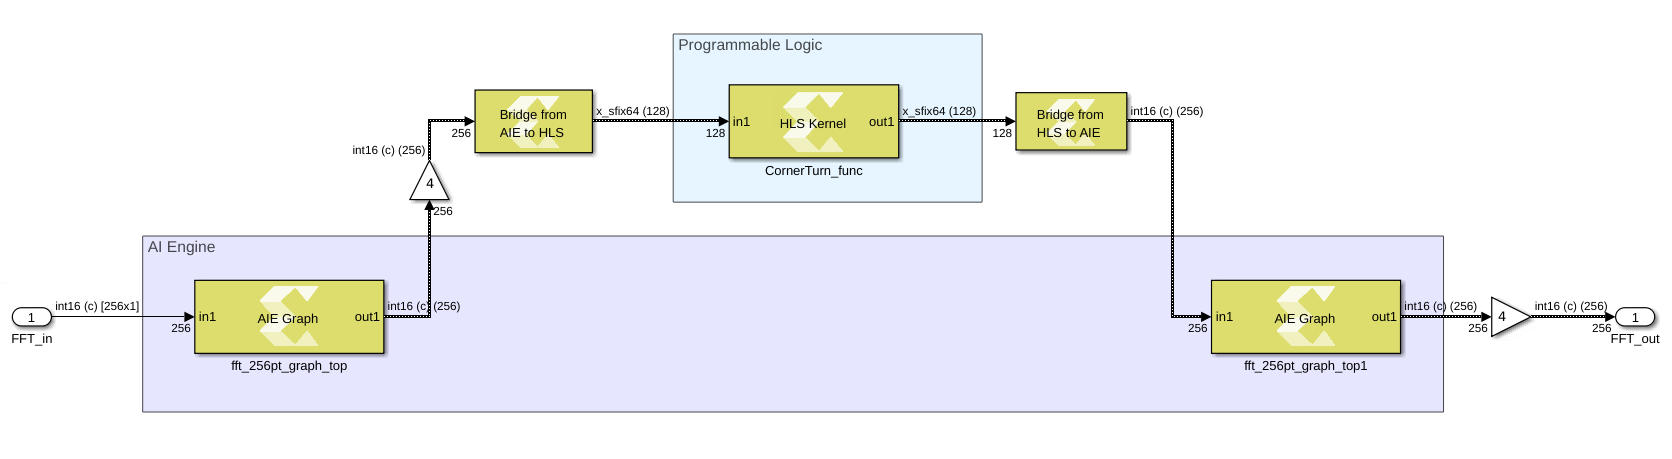 Programmable Logic
Bridge from
AIE to HLS
256
x_sfix64 (128)
in1
HLS Kernel
out1
128
CornerTurn_func
x_sfix64 (128)
128
Bridge from
HLS to AIE
int16 (c) (256)
int16 (c) (256)
4
256
AI Engine
1
FFT_in
int16 (c) [256x1]
256
in1
AIE Graph
out1
fft_256pt_graph_top
int16 (c) (256)
256
in1
AIE Graph
out1
fft_256pt_graph_top1
int16 (c) (256)
256
4
int16 (c) (256)
256
1
FFT_out